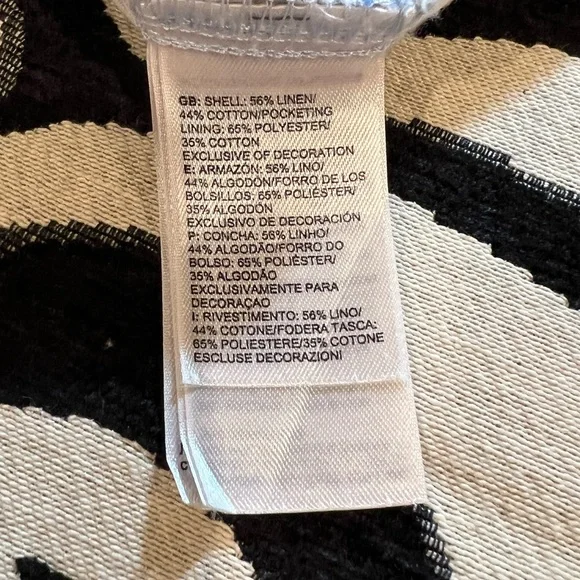 GB: SHELL: 56% LINEN/
44% COTTON/POCKETING
LINING: 65% POLYESTER/
35% COTTON
EXCLUSIVE OF DECORATION
E: ARMAZÓN: 56% LINO/
44% ALGODÓN/FORRO DE LOS
BOLSILLOS: 65% POLIÉSTER/
35% ALGODÓN
EXCLUSIVO DE DECORACIÓN
P: CONCHA: 56% LINHO/
44% ALGODÃO/FORRO DO
BOLSO: 65% POLIÉSTER/
35% ALGODÃO
EXCLUSIVAMENTE PARA
DECORAÇAO
I: RIVESTIMENTO: 56% LINO/
44% COTONE/FODERA TASCA:
65% POLIESTERE/35% COTONE
ESCLUSE DECORAZIONI